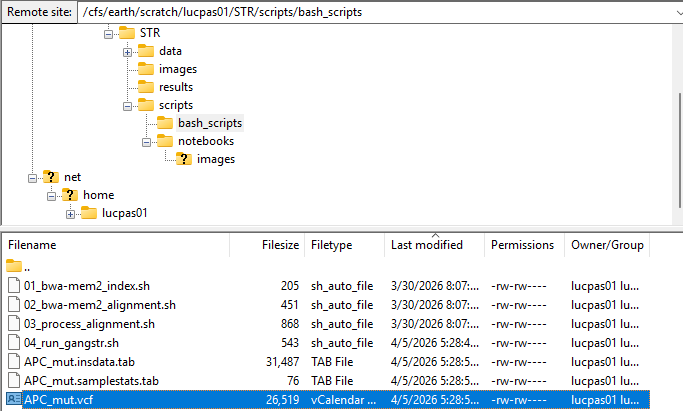 Remote site: /cfs/earth/scratch/lucpas01/STR/scripts/bash_scripts
STR
data
images
results
scripts
bash_scripts
notebooks
images
net
home
lucpas01
Filename Filesize Filetype Last modified Permissions Owner/Group
..
01_bwa-mem2_index.sh 205 sh_auto_file 3/30/2026 8:07:... -rw-rw---- lucpas01 lu...
02_bwa-mem2_alignment.sh 451 sh_auto_file 3/30/2026 8:07:... -rw-rw---- lucpas01 lu...
03_process_alignment.sh 868 sh_auto_file 3/30/2026 8:07:... -rw-rw---- lucpas01 lu...
04_run_gangstr.sh 543 sh_auto_file 4/5/2026 5:28:4... -rw-rw---- lucpas01 lu...
APC_mut.insdata.tab 31,487 TAB File 4/5/2026 5:28:5... -rw-rw---- lucpas01 lu...
APC_mut.samplestats.tab 76 TAB File 4/5/2026 5:28:5... -rw-rw---- lucpas01 lu...
APC_mut.vcf 26,519 vCalendar ... 4/5/2026 5:28:5... -rw-rw---- lucpas01 lu...